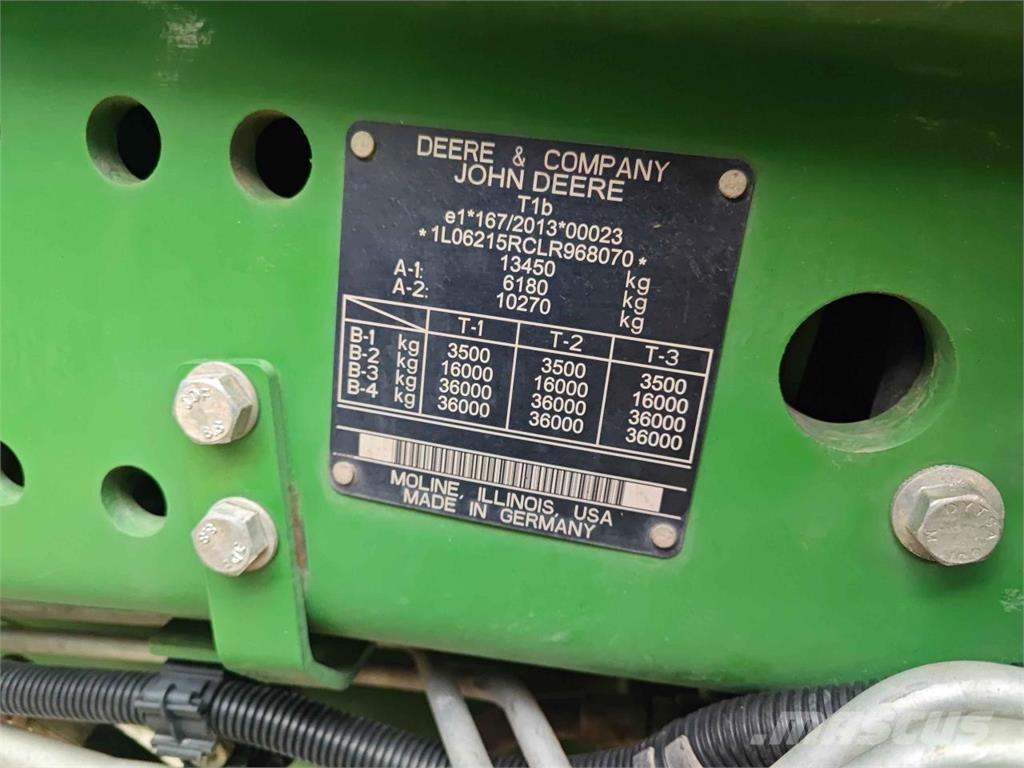 DEERE & COMPANY
JOHN DEERE
T1b
e1*167/2013*00023
*1L06215RCLR968070*
13450 kg
A-1: 6180 kg
A-2: 10270 kg
T-1 T-2 T-3
B-1 kg 3500 3500 3500
B-2 kg 16000 16000 16000
B-3 kg 36000 36000 36000
B-4 kg 36000 36000 36000
MOLINE, ILLINOIS, USA
MADE IN GERMANY
MASCUS